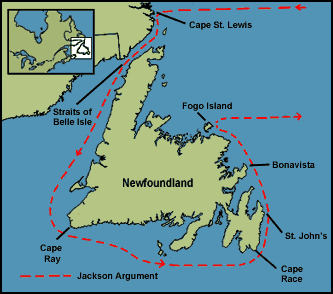 Cape St. Lewis
Straits of
Belle Isle
Fogo Island
Bonavista
Newfoundland
St. John's
Cape
Ray
Cape
Race
Jackson Argument